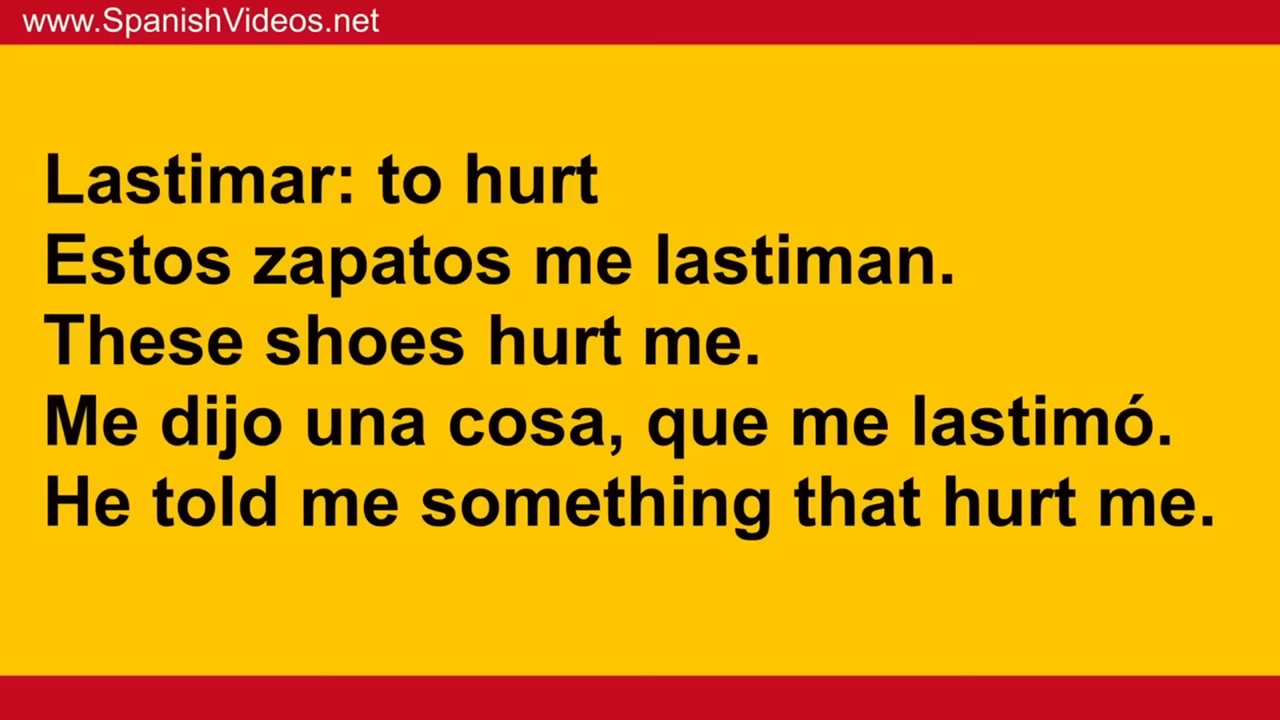 www.SpanishVideos.net
Lastimar: to hurt
Estos zapatos me lastiman.
These shoes hurt me.
Me dijo una cosa, que me lastimó.
He told me something that hurt me.